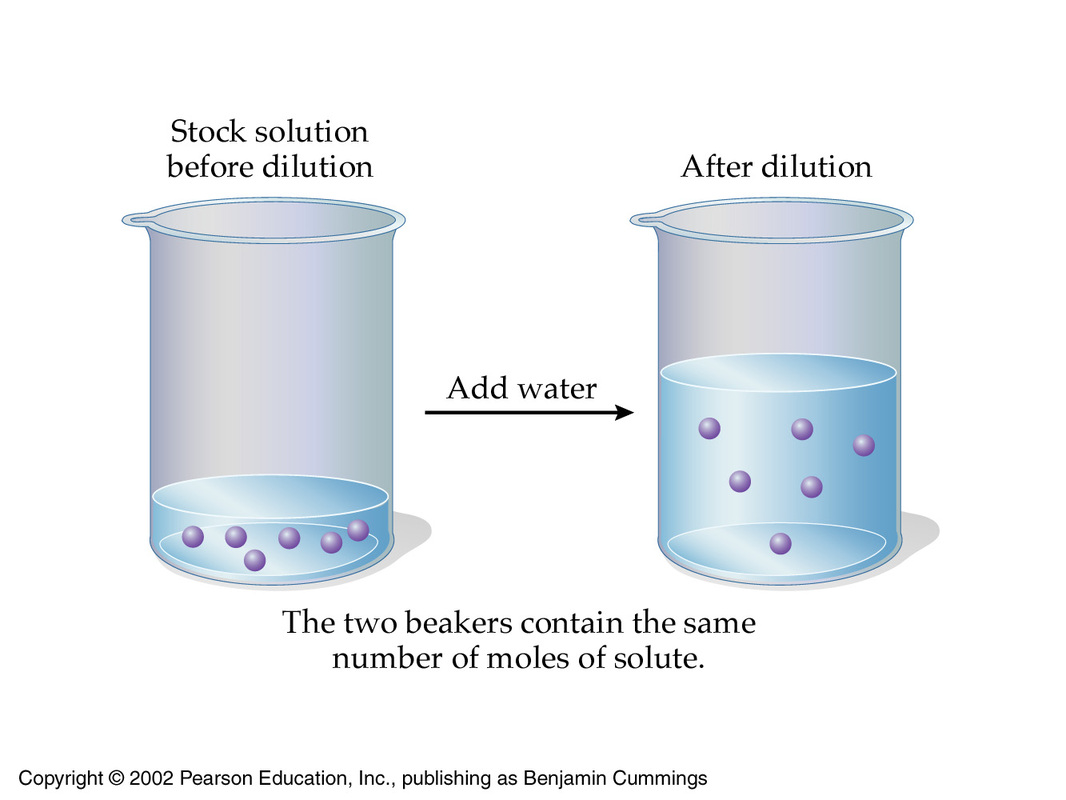 Stock solution
before dilution
After dilution
Add water
The two beakers contain the same
number of moles of solute.
Copyright © 2002 Pearson Education, Inc., publishing as Benjamin Cummings